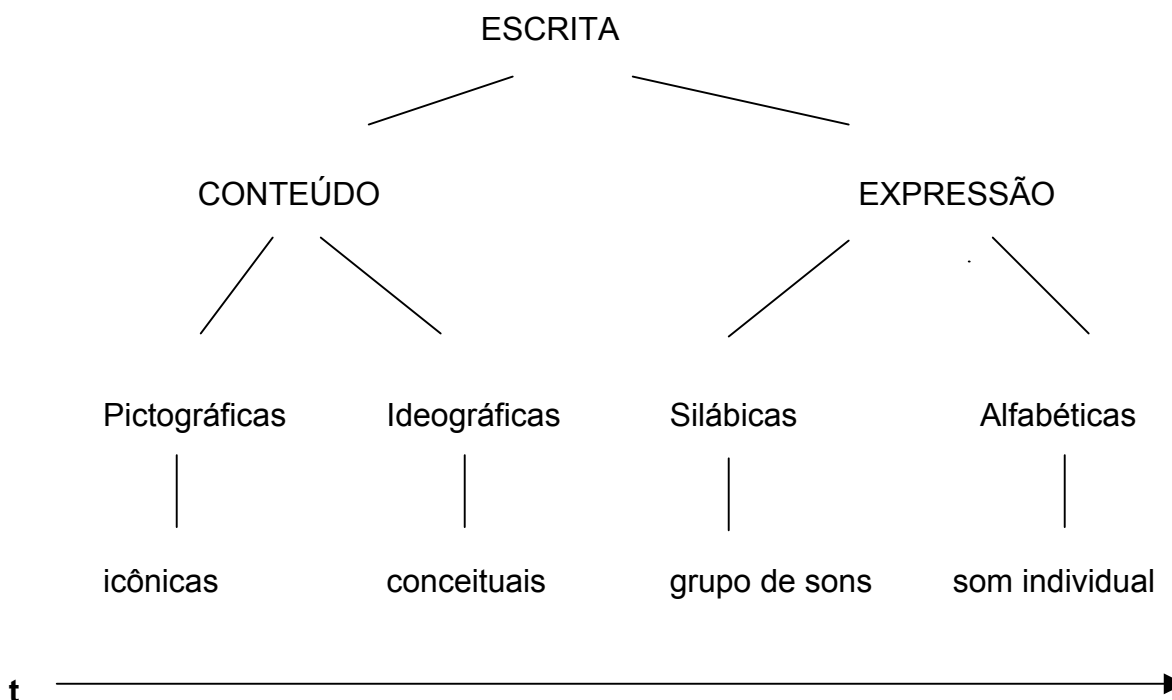 ESCRITA
CONTEÚDO EXPRESSÃO
Pictográficas Ideográficas Silábicas Alfabéticas
icônicas conceituais grupo de sons som individual
t